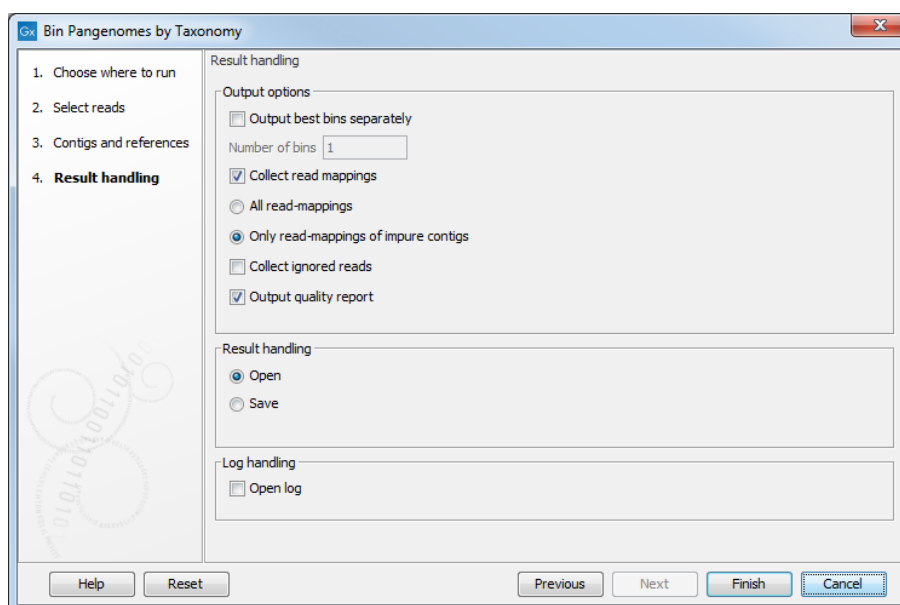 Gx Bin Pangenomes by Taxonomy
1. Choose where to run
2. Select reads
3. Contigs and references
4. Result handling
Result handling
Output options
Output best bins separately
Number of bins 1
Collect read mappings
All read-mappings
Only read-mappings of impure contigs
Collect ignored reads
Output quality report
Result handling
Open
Save
Log handling
Open log
Help Reset Previous Next Finish Cancel